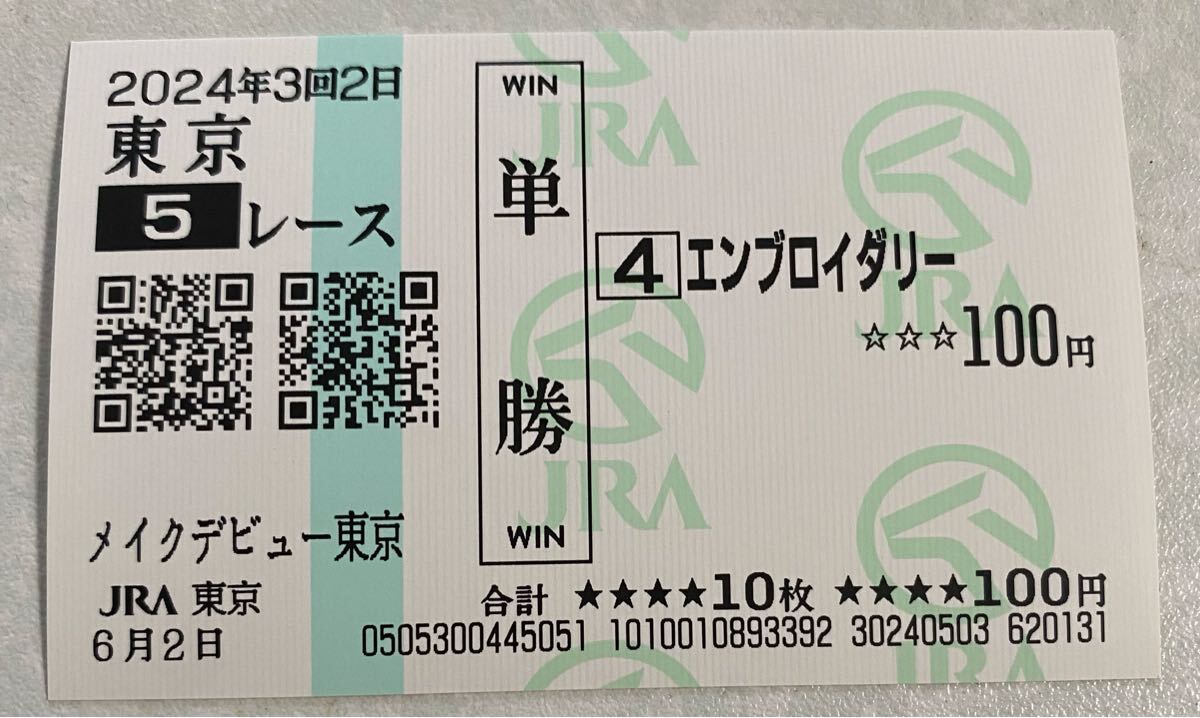 2024年3回2日
東京
5レース
メイクデビュー東京
JRA 東京
6月2日
WIN
単勝
WIN
4 エンブロイダリー
☆☆☆100円
合計 ★★★★10枚 ★★★★100円
0505300445051 1010010893392 30240503 620131
JRA
JRA
JRA
JRA